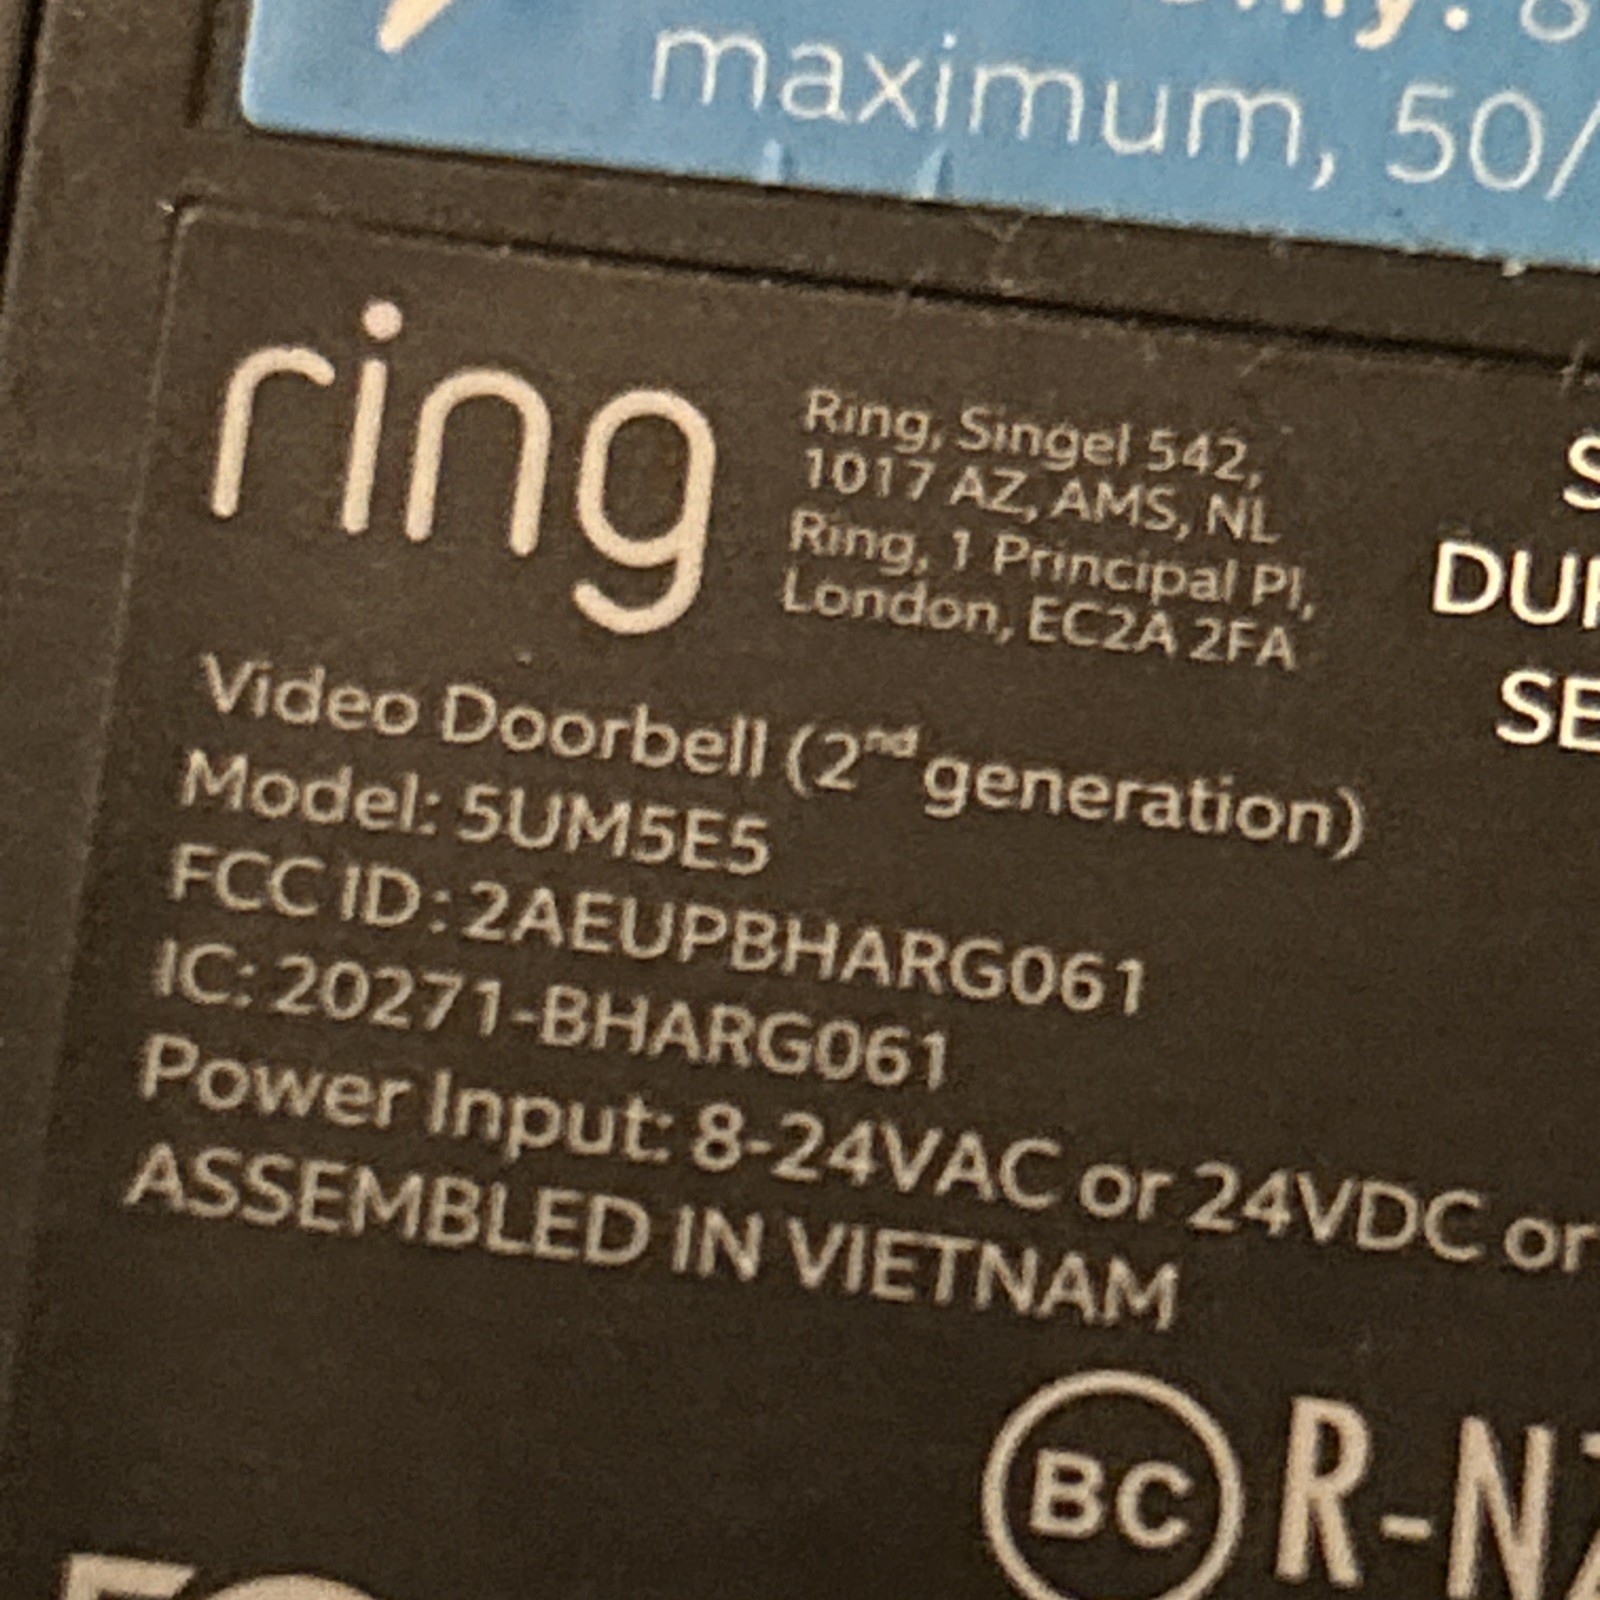 maximum, 50/
ring
Ring, Singel 542,
1017 AZ, AMS, NL
Ring, 1 Principal Pl,
London, EC2A 2FA
Video Doorbell (2nd generation)
Model: 5UM5E5
FCC ID: 2AEUPBHARG061
IC: 20271-BHARG061
Power Input: 8-24VAC or 24VDC or
ASSEMBLED IN VIETNAM
BC R-N